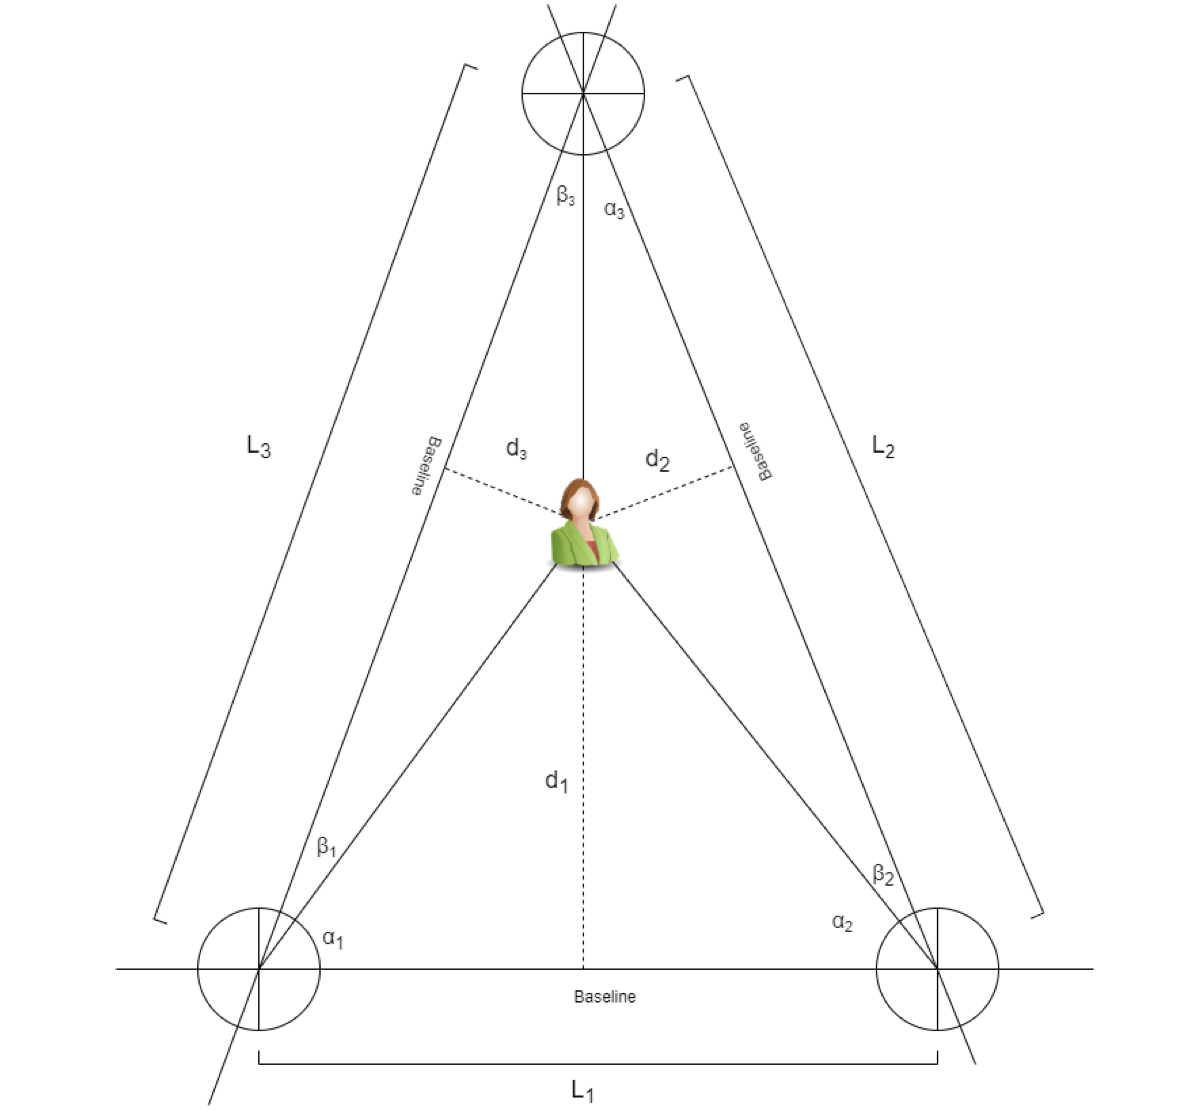 β₃
α₃
L₃
Baseline
d₃
d₂
Baseline
L₂
d₁
β₁
β₂
α₁
α₂
Baseline
L₁